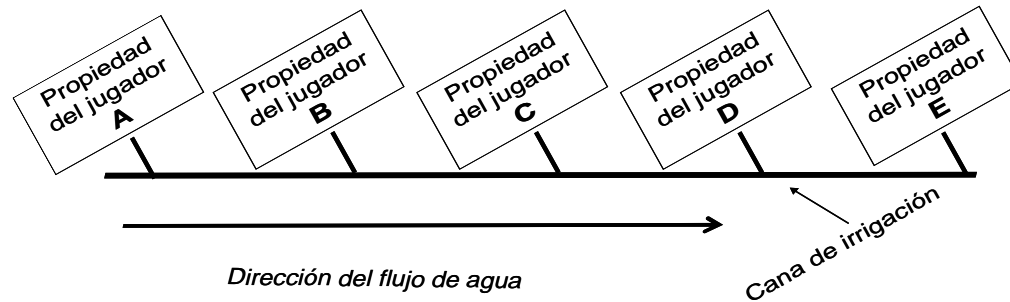 Propiedad
del jugador
A
Propiedad
del jugador
B
Propiedad
del jugador
C
Propiedad
del jugador
D
Propiedad
del jugador
E
Cana de irrigación
Dirección del flujo de agua